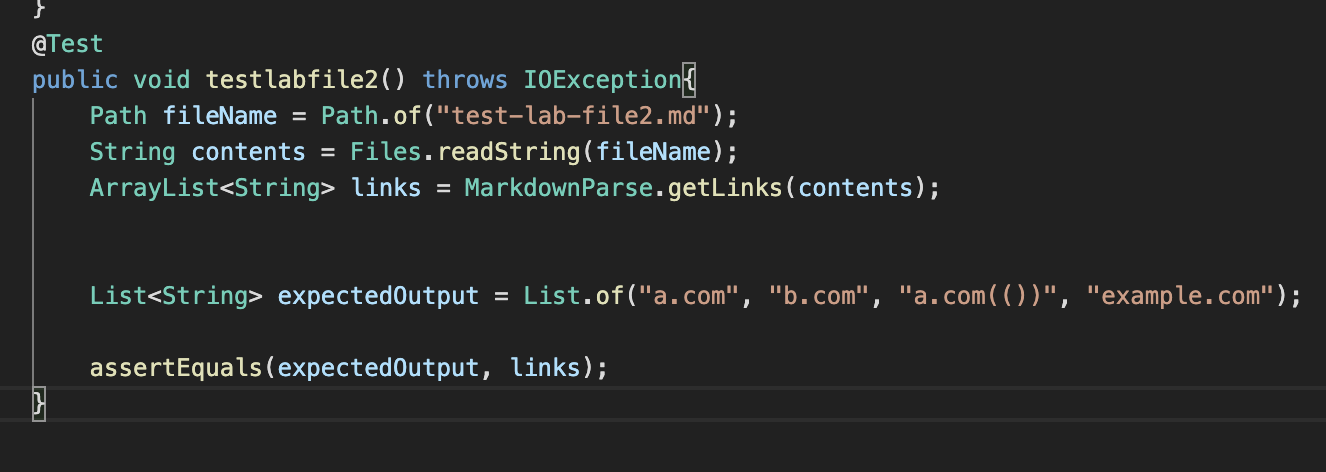 }
@Test
public void testlabfile2() throws IOException{
    Path fileName = Path.of("test-lab-file2.md");
    String contents = Files.readString(fileName);
    ArrayList<String> links = MarkdownParse.getLinks(contents);
    List<String> expectedOutput = List.of("a.com", "b.com", "a.com(())", "example.com");
    assertEquals(expectedOutput, links);
}